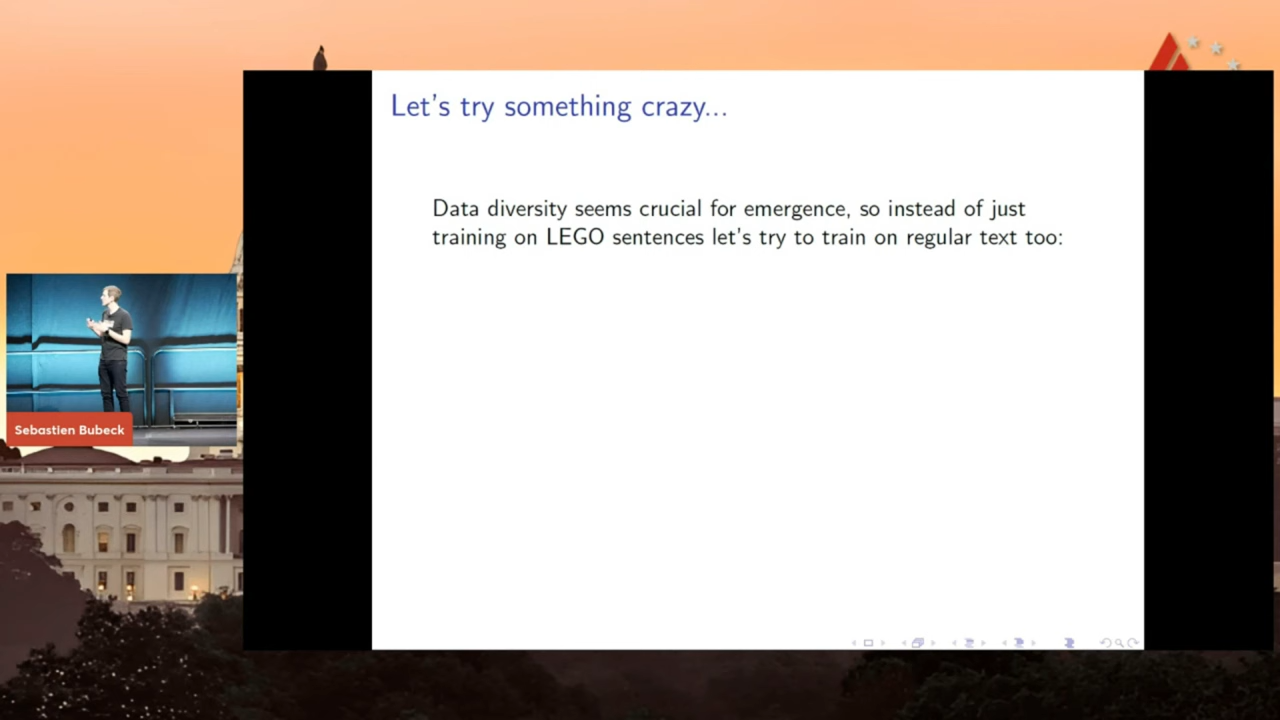 Let's try something crazy...
Data diversity seems crucial for emergence, so instead of just
training on LEGO sentences let's try to train on regular text too:
Sebastien Bubeck